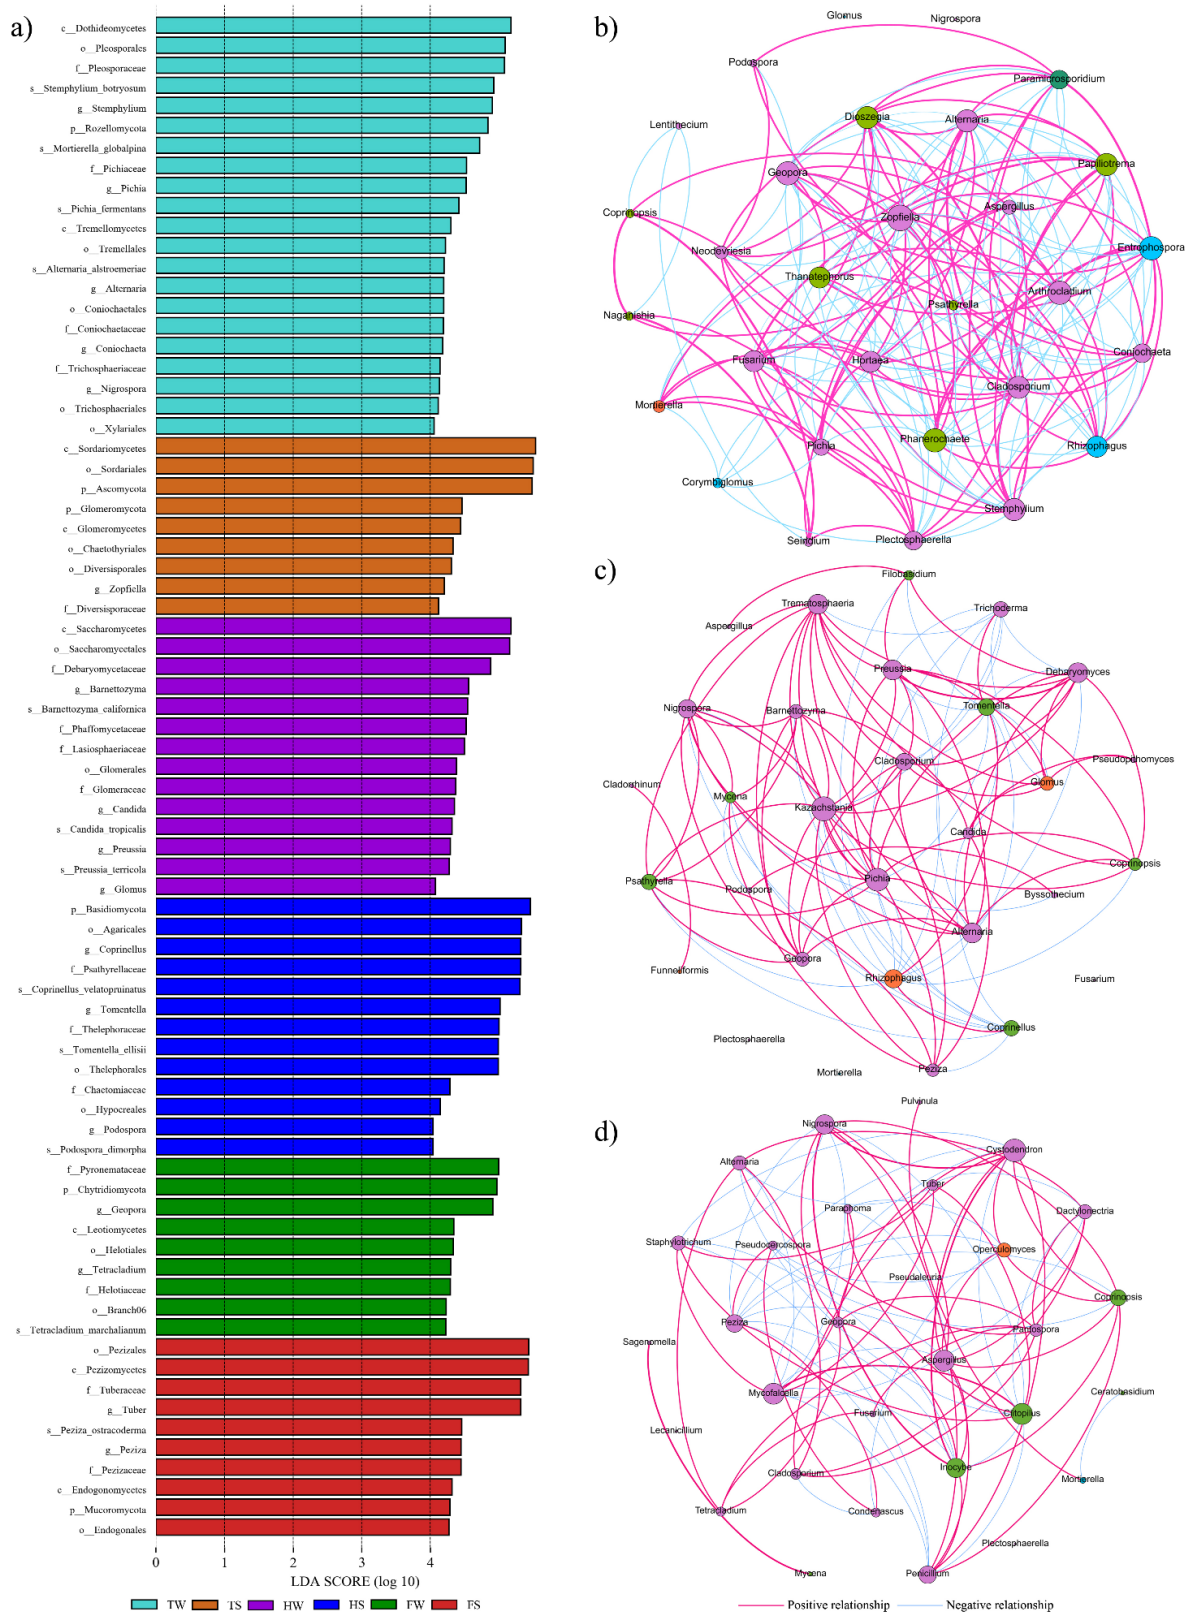 a)
c__Dothideomycetes
o__Pleosporales
f__Pleosporaceae
s__Stemphylium_botryosum
g__Stemphylium
p__Rozellomycota
s__Mortierella_globalpina
f__Pichiaceae
g__Pichia
s__Pichia_fermentans
c__Tremellomycetes
o__Tremellales
s__Alternaria_alstroemeriae
g__Alternaria
o__Coniochaetales
f__Coniochaetaceae
g__Coniochaeta
f__Trichosphaeriaceae
g__Nigrospora
o__Trichosphaeriales
o__Xylariales
c__Sordariomycetes
o__Sordariales
p__Ascomycota
p__Glomeromycota
c__Glomeromycetes
o__Chaetothyriales
o__Diversisporales
g__Zopfiella
f__Diversisporaceae
c__Saccharomycetes
o__Saccharomycetales
f__Debaryomycetaceae
g__Barnettozyma
s__Barnettozyma_californica
f__Phaffomycetaceae
f__Lasiosphaeriaceae
o__Glomerales
f__Glomeraceae
g__Candida
s__Candida_tropicalis
g__Preussia
s__Preussia_terricola
g__Glomus
p__Basidiomycota
o__Agaricales
g__Coprinellus
f__Psathyrellaceae
s__Coprinellus_velatopruinatus
g__Tomentella
f__Thelephoraceae
s__Tomentella_ellisii
o__Thelephorales
f__Chaetomiaceae
o__Hypocreales
g__Podospora
s__Podospora_dimorpha
f__Pyronemataceae
p__Chytridiomycota
g__Geopora
c__Leotiomycetes
o__Helotiales
g__Tetracladium
f__Helotiaceae
o__Branch06
s__Tetracladium_marchalianum
o__Pezizales
c__Pezizomycetes
f__Tuberaceae
g__Tuber
s__Peziza_ostracoderma
g__Peziza
f__Pezizaceae
c__Endogonomycetes
p__Mucoromycota
o__Endogonales
0 1 2 3 4
LDA SCORE (log 10)
TW TS HW HS FW FS
b)
Glomus
Nigrospora
Podospora
Paramicrosporidium
Dioszegia
Alternaria
Lentithecium
Papiliotrema
Geopora
Aspergillus
Coprinopsis
Zopfiella
Neodevriesia
Entrophospora
Thanatephorus
Arthrocladium
Psathyrella
Naganishia
Coniochaeta
Fusarium
Hortaea
Cladosporium
Mortierella
Phanerochaete
Pichia
Rhizophagus
Corymbiglomus
Stemphylium
Seiridium
Plectosphaerella
c)
Filobasidium
Trematosphaeria
Trichoderma
Aspergillus
Preussia
Debaryomyces
Nigrospora
Barnettozyma
Tomentella
Cladosporium
Pseudopithomyces
Cladorrhinum
Glomus
Mycena
Kazachstania
Candida
Coprinopsis
Psathyrella
Podospora
Pichia
Byssothecium
Alternaria
Geopora
Funneliformis
Rhizophagus
Fusarium
Coprinellus
Plectosphaerella
Mortierella
Peziza
d)
Pulvinula
Nigrospora
Cystodendron
Alternaria
Tuber
Paraphoma
Dactylonectria
Staphylotrichum
Pseudocercospora
Operculomyces
Pseudaleuria
Coprinopsis
Peziza
Geopora
Pandospora
Sagenomella
Aspergillus
Mycofalcella
Ceratobasidium
Fusarium
Clitopilus
Lecanicillium
Inocybe
Cladosporium
Mortierella
Tetracladium
Condenascus
Plectosphaerella
Mycena
Penicillium
Positive relationship Negative relationship